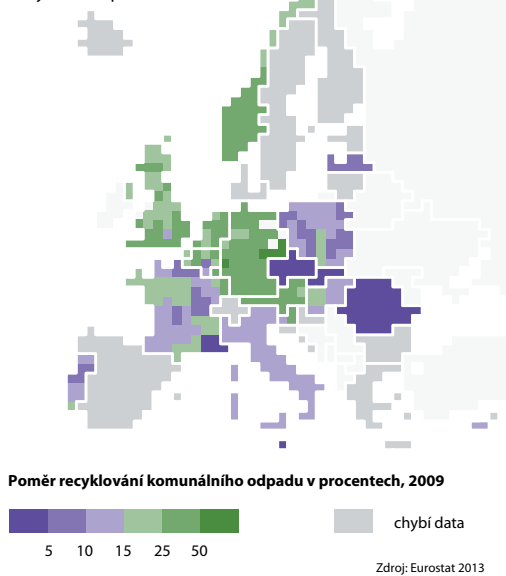 Poměr recyklování komunálního odpadu v procentech, 2009
chybí data
5 10 15 25 50
Zdroj: Eurostat 2013